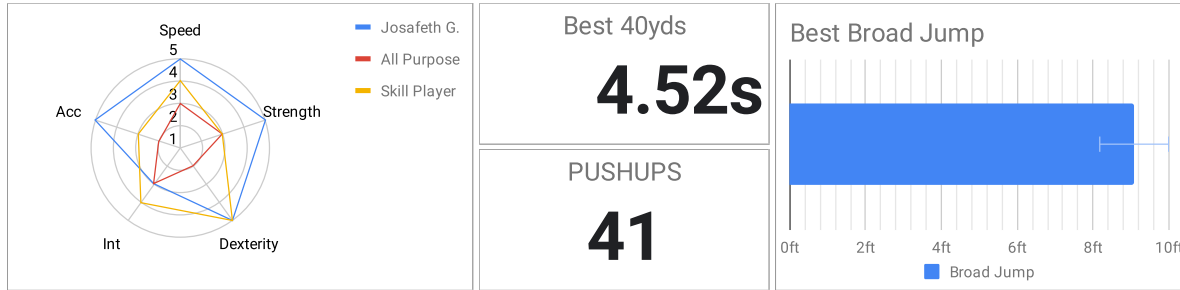 Speed
5
4
3
2
1
Acc
Strength
Int
Dexterity
Josafeth G.
All Purpose
Skill Player
Best 40yds
4.52s
PUSHUPS
41
Best Broad Jump
0ft 2ft 4ft 6ft 8ft 10ft
Broad Jump